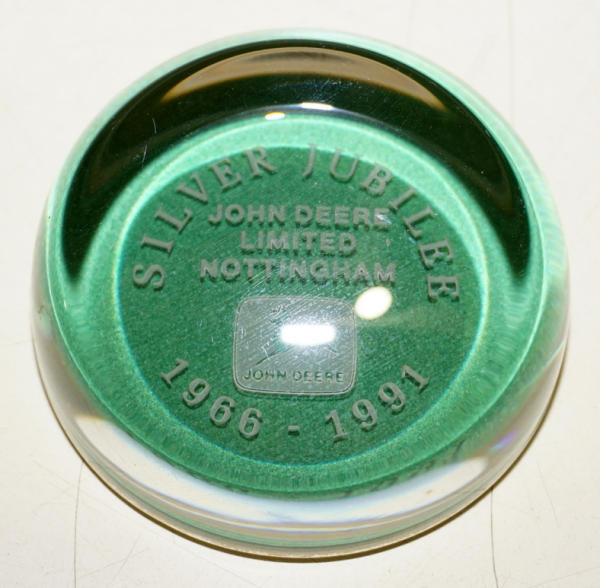 SILVER JUBILEE
JOHN DEERE
LIMITED
NOTTINGHAM
JOHN DEERE
1966 - 1991